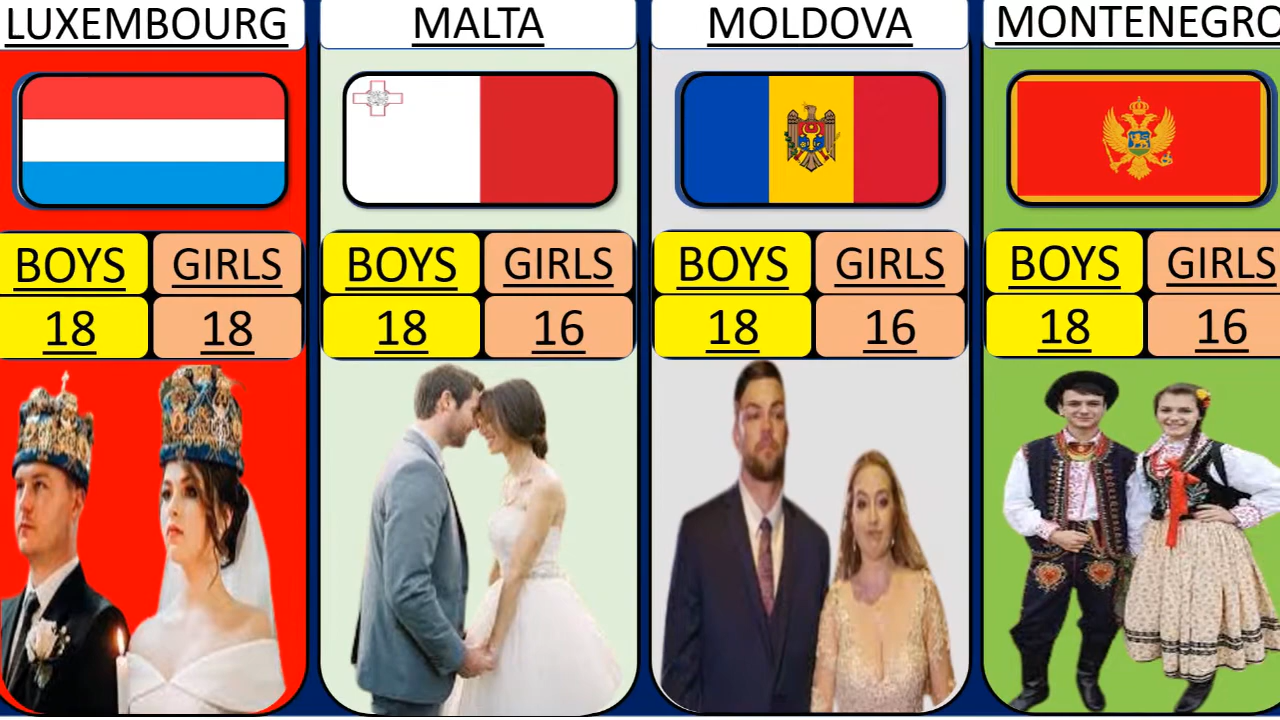 LUXEMBOURG
MALTA
MOLDOVA
MONTENEGRO
BOYS GIRLS
18 18
BOYS GIRLS
18 16
BOYS GIRLS
18 16
BOYS GIRLS
18 16